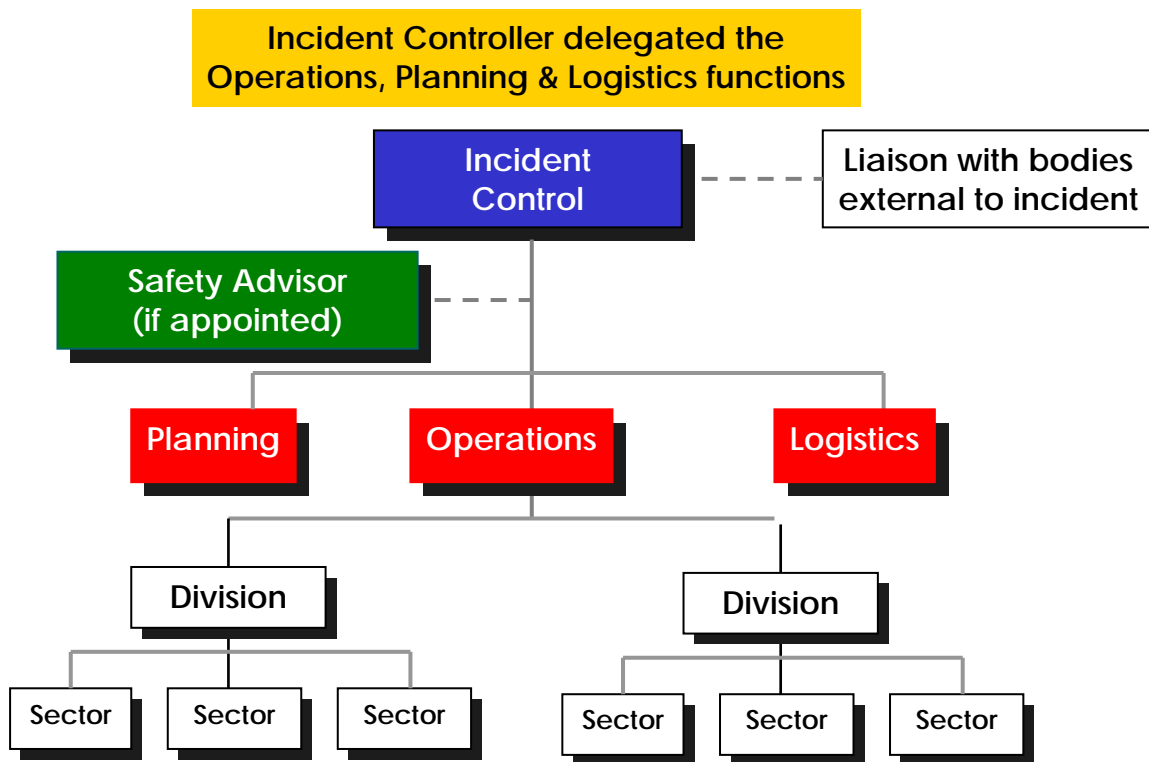 Incident Controller delegated the
Operations, Planning & Logistics functions
Incident
Control
Liaison with bodies
external to incident
Safety Advisor
(if appointed)
Planning
Operations
Logistics
Division
Division
Sector
Sector
Sector
Sector
Sector
Sector